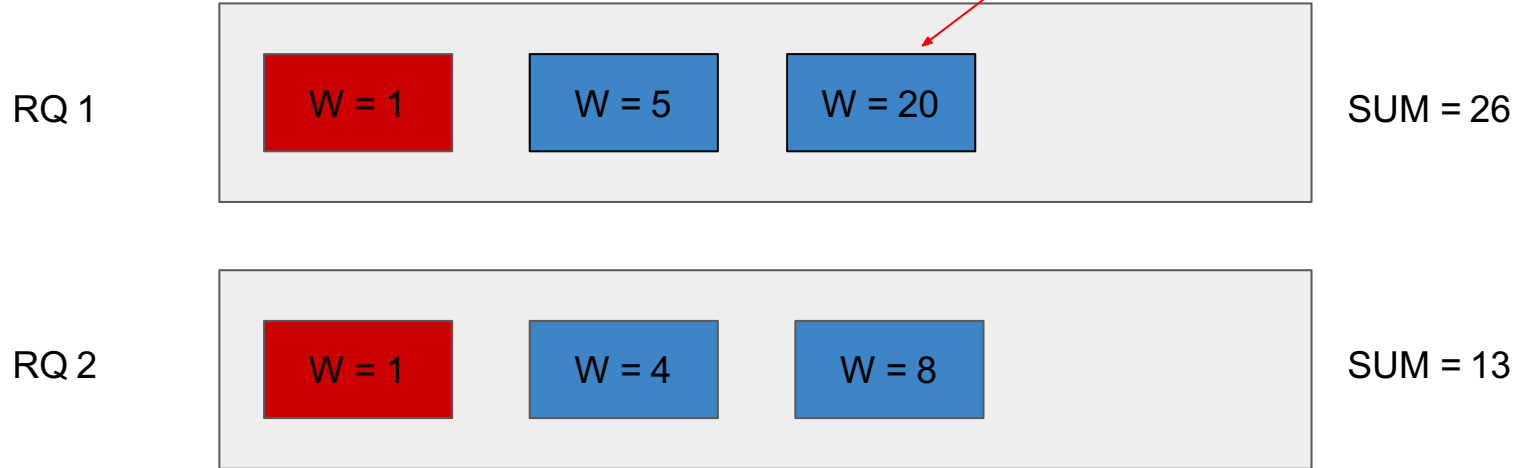 RQ 1
W = 1
W = 5
W = 20
SUM = 26
RQ 2
W = 1
W = 4
W = 8
SUM = 13